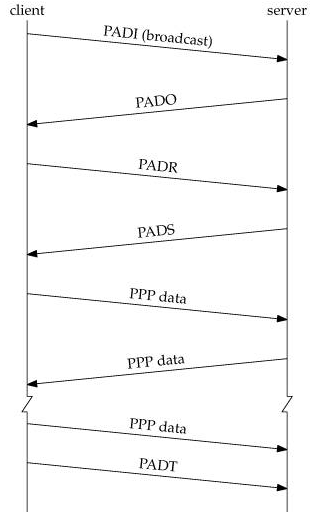 client
server
PADI (broadcast)
PADO
PADR
PADS
PPP data
PPP data
PPP data
PADT